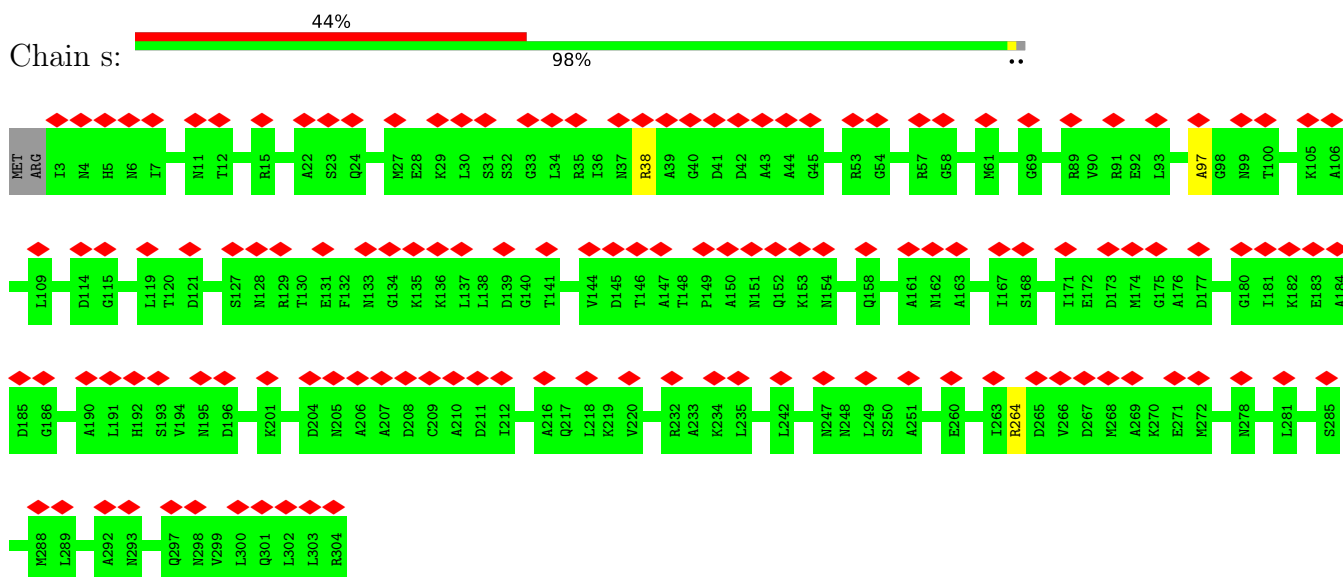 44%
Chain s:
98%
••
MET ARG I3 N4 H5 N6 I7 N11 T12 R15 A22 S23 Q24 M27 E28 K29 L30 S31 S32 G33 L34 R35 I36 N37 R38 A39 G40 D41 D42 A43 A44 G45 R53 G54 R57 G58 M61 G69 R89 V90 R91 E92 L93 A97 G98 N99 T100 K105 A106
L109 D114 G115 L119 T120 D121 S127 N128 R129 T130 E131 F132 N133 G134 K135 K136 L137 L138 D139 G140 T141 V144 D145 T146 A147 T148 P149 A150 N151 Q152 K153 N154 Q158 A161 N162 A163 I167 S168 I171 E172 D173 M174 G175 A176 D177 G180 I181 K182 E183 A184
D185 G186 A190 L191 H192 S193 V194 N195 D196 K201 D204 N205 A206 A207 D208 C209 A210 D211 I212 A216 Q217 L218 K219 V220 R232 A233 K234 L235 L242 N247 N248 L249 S250 A251 E260 I263 R264 D265 V266 D267 M268 A269 K270 E271 M272 N278 L281 S285
M288 L289 A292 N293 Q297 N298 V299 L300 Q301 L302 L303 R304